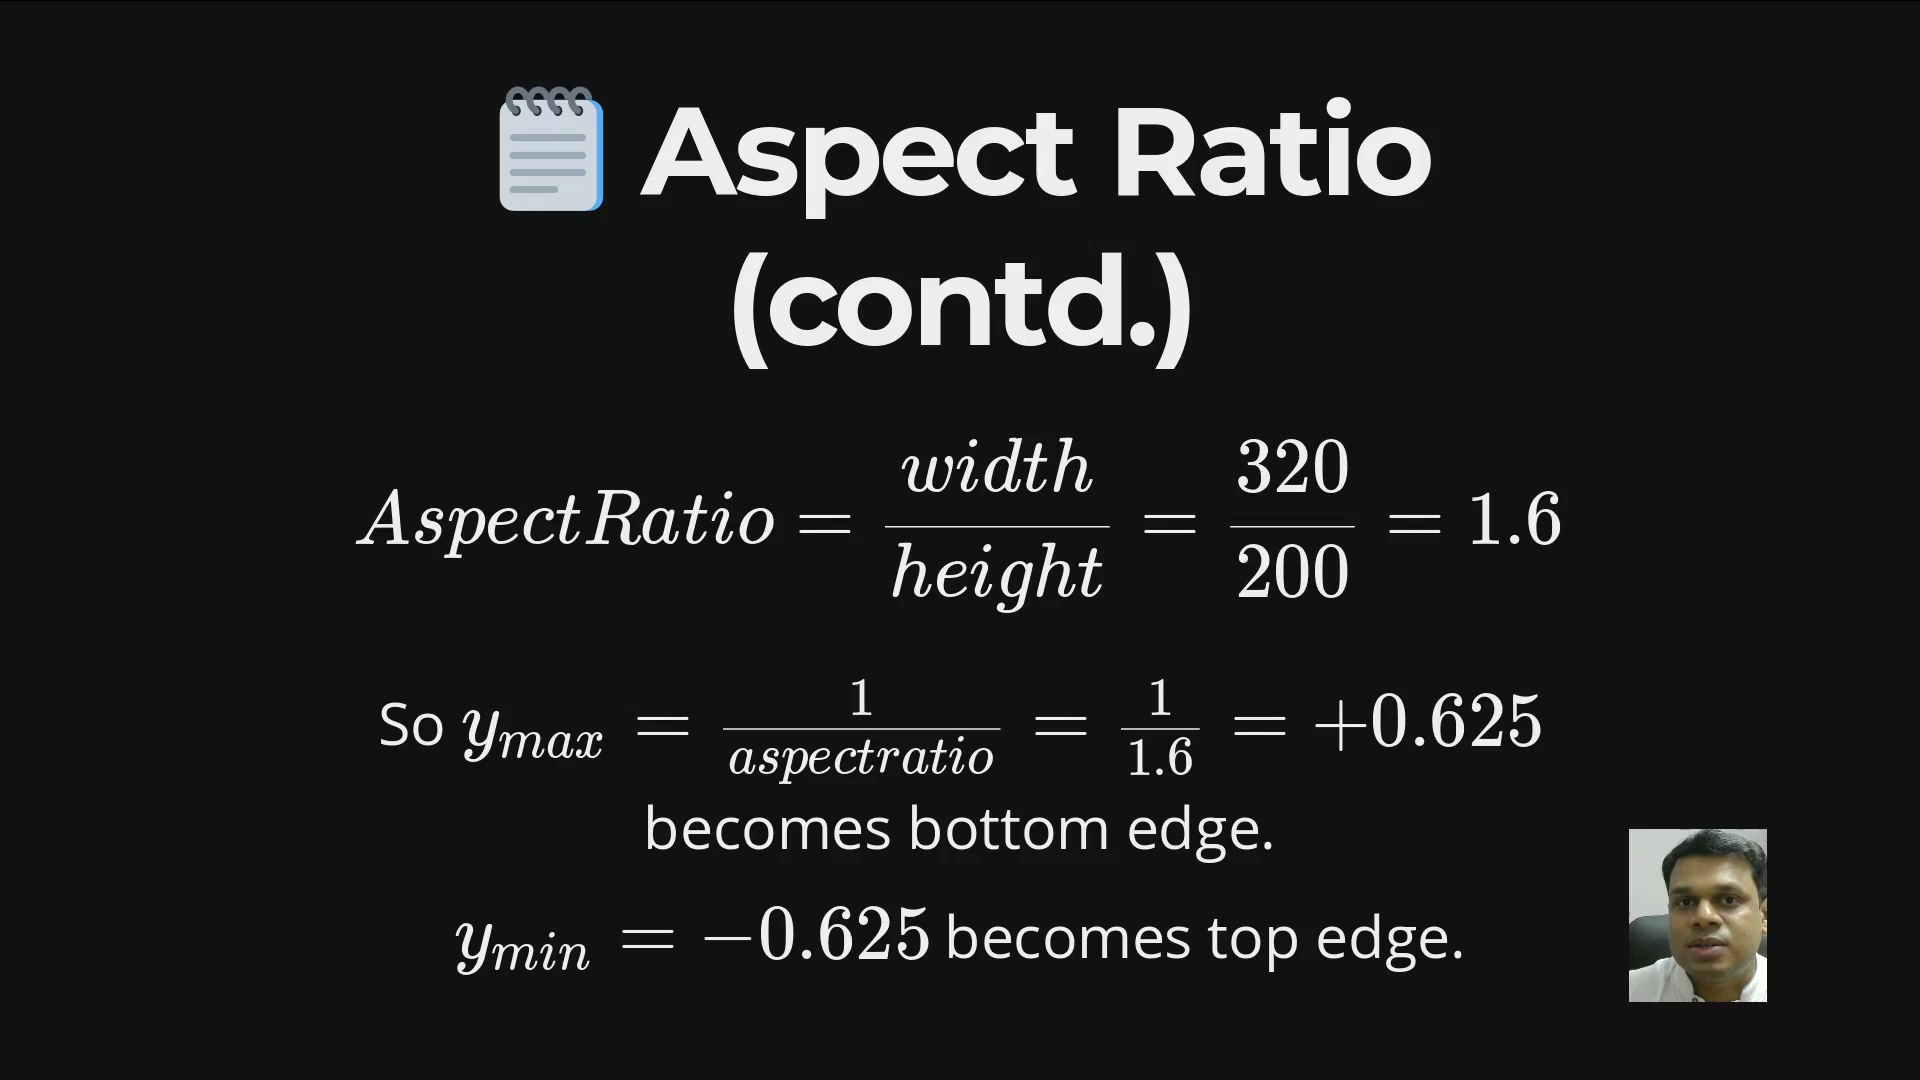 Aspect Ratio
(contd.)
AspectRatio = width/height = 320/200 = 1.6
So y_max = 1/aspectratio = 1/1.6 = +0.625
becomes bottom edge.
y_min = −0.625 becomes top edge.